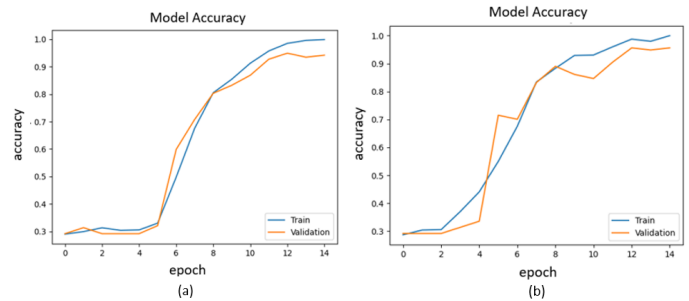 Model Accuracy
accuracy
1.0
0.9
0.8
0.7
0.6
0.5
0.4
0.3
Train
Validation
0 2 4 6 8 10 12 14
epoch
(a)
Model Accuracy
accuracy
1.0
0.9
0.8
0.7
0.6
0.5
0.4
0.3
Train
Validation
0 2 4 6 8 10 12 14
epoch
(b)